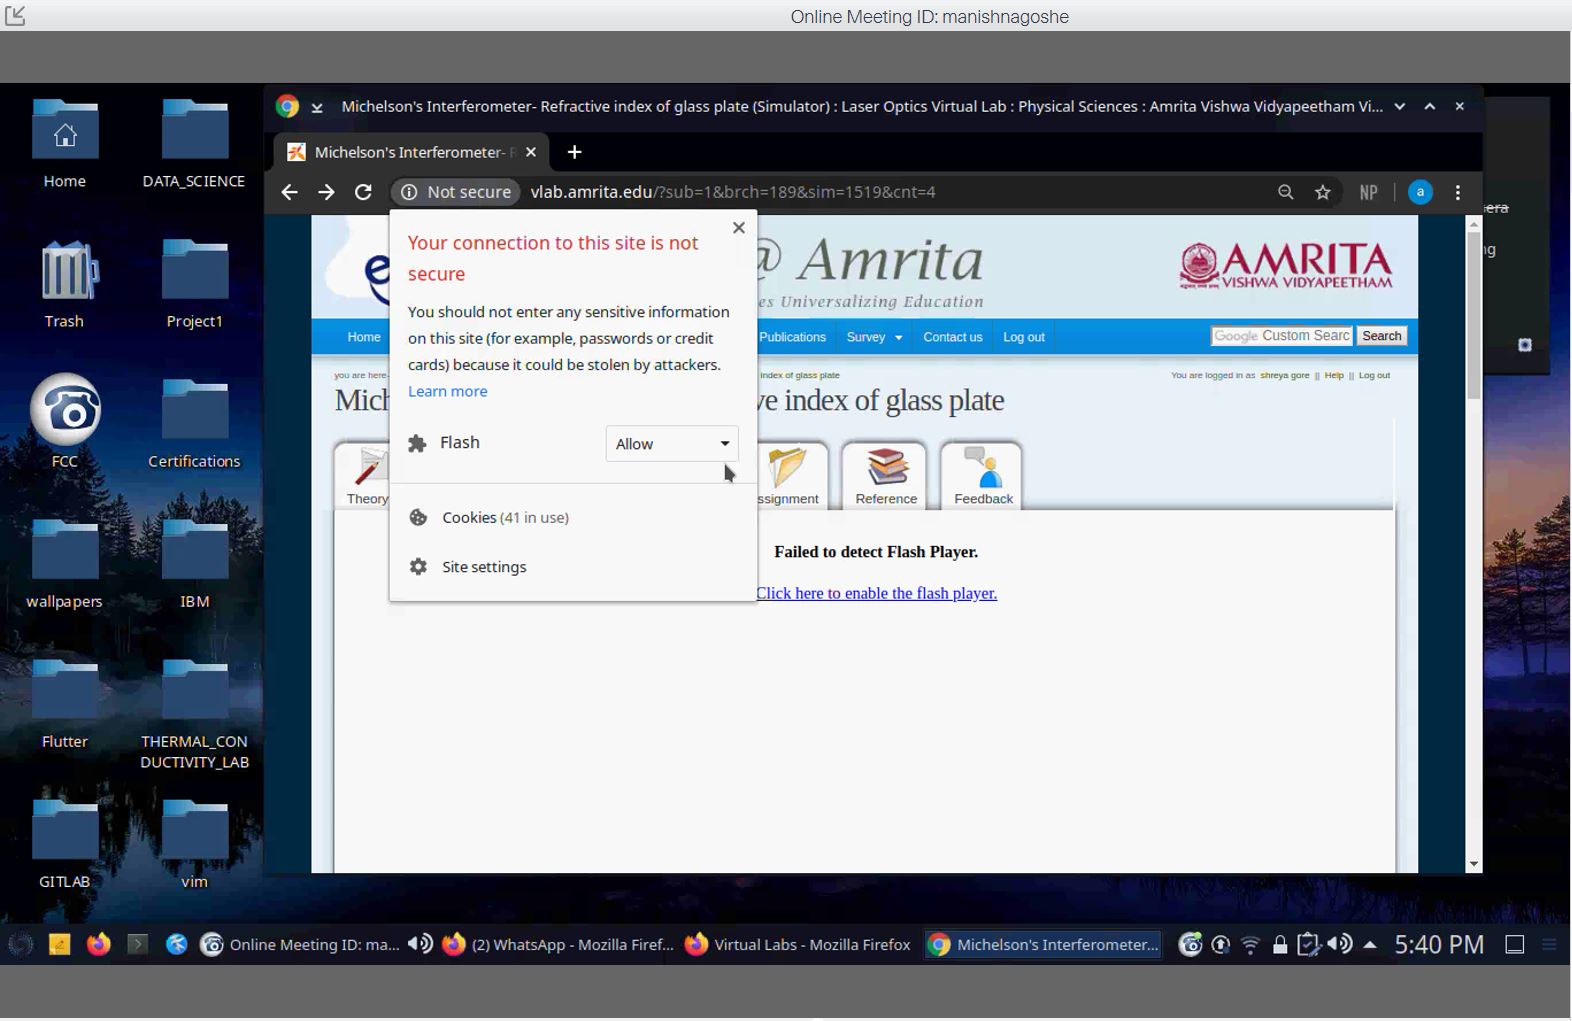 Online Meeting ID: manishnagoshe
Michelson's Interferometer- Refractive index of glass plate (Simulator) : Laser Optics Virtual Lab : Physical Sciences : Amrita Vishwa Vidyapeetham Vi...
Michelson's Interferometer-
Not secure
vlab.amrita.edu/?sub=1&brch=189&sim=1519&cnt=4
NP
a
Home
DATA_SCIENCE
Trash
Project1
FCC
Certifications
wallpapers
IBM
Flutter
THERMAL_CON
DUCTIVITY_LAB
GITLAB
vim
Your connection to this site is not
secure
You should not enter any sensitive information
on this site (for example, passwords or credit
cards) because it could be stolen by attackers.
Learn more
Flash
Allow
Cookies (41 in use)
Site settings
@ Amrita
es Universalizing Education
AMRITA
VISHWA VIDYAPEETHAM
Home
Publications
Survey
Contact us
Log out
Google Custom Searc
Search
you are here-
index of glass plate
You are logged in as shreya gore || Help || Log out
Mich
ve index of glass plate
Theory
ssignment
Reference
Feedback
Failed to detect Flash Player.
Click here to enable the flash player.
era
ng
Online Meeting ID: ma...
(2) WhatsApp - Mozilla Firef...
Virtual Labs - Mozilla Firefox
Michelson's Interferometer...
5:40 PM